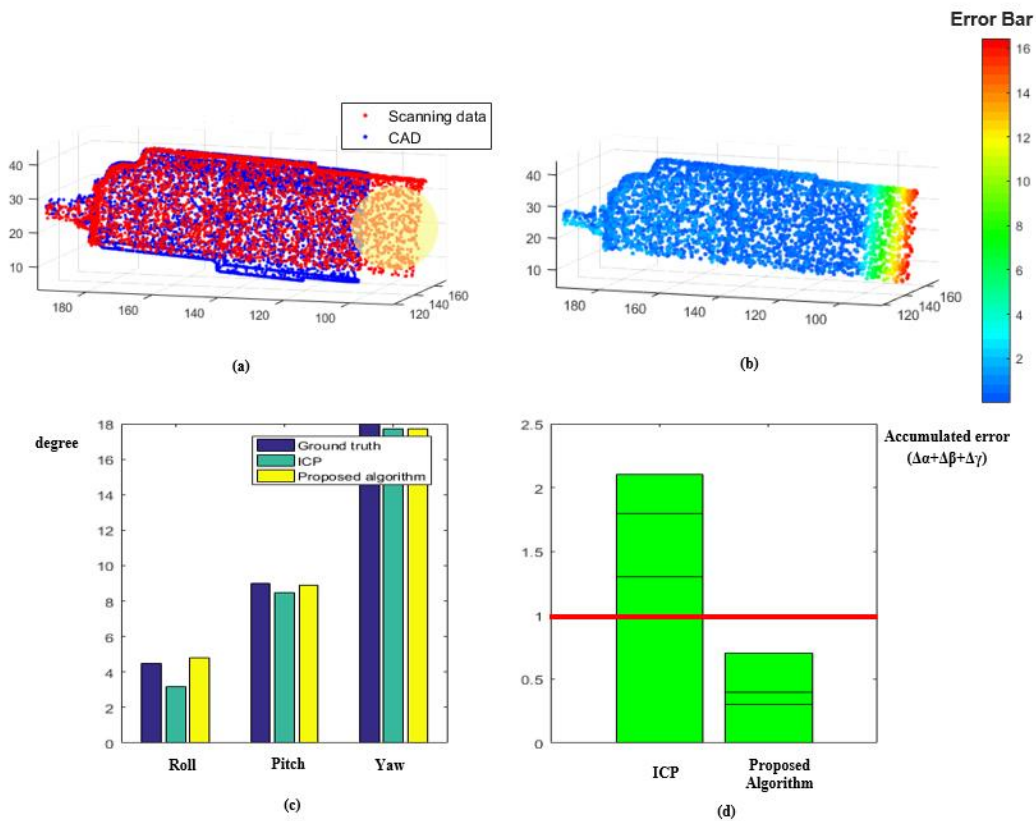 Error Bar
16
14
12
10
8
6
4
2
Scanning data
CAD
40
30
20
10
180
160
140
120
100
120
140
160
(a)
40
30
20
10
180
160
140
120
100
120
140
160
(b)
degree
18
16
14
12
10
8
6
4
2
0
Ground truth
ICP
Proposed algorithm
Roll
Pitch
Yaw
(c)
2.5
2
1.5
1
0.5
0
Accumulated error
(Δα+Δβ+Δγ)
ICP
Proposed
Algorithm
(d)